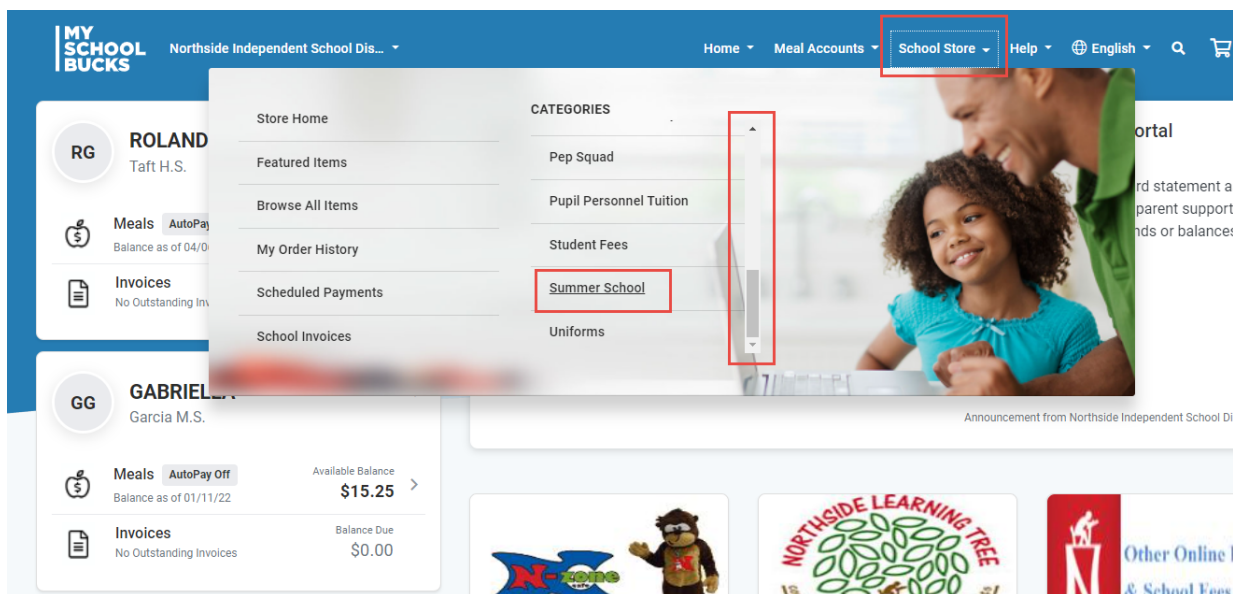 MY
SCHOOL
BUCKS
Northside Independent School Dis...
Home
Meal Accounts
School Store
Help
English
Store Home
Featured Items
Browse All Items
My Order History
Scheduled Payments
School Invoices
CATEGORIES
Pep Squad
Pupil Personnel Tuition
Student Fees
Summer School
Uniforms
RG
ROLAND
Taft H.S.
Meals AutoPay
Balance as of 04/0
Invoices
No Outstanding Inv
GG
GABRIELLA
Garcia M.S.
Meals AutoPay Off
Balance as of 01/11/22
Available Balance
$15.25
Invoices
No Outstanding Invoices
Balance Due
$0.00
ortal
rd statement a
parent support
nds or balances
Announcement from Northside Independent School Di
N-zone
cafe
NORTHSIDE LEARNING TREE
N
Other Online
& School Fees